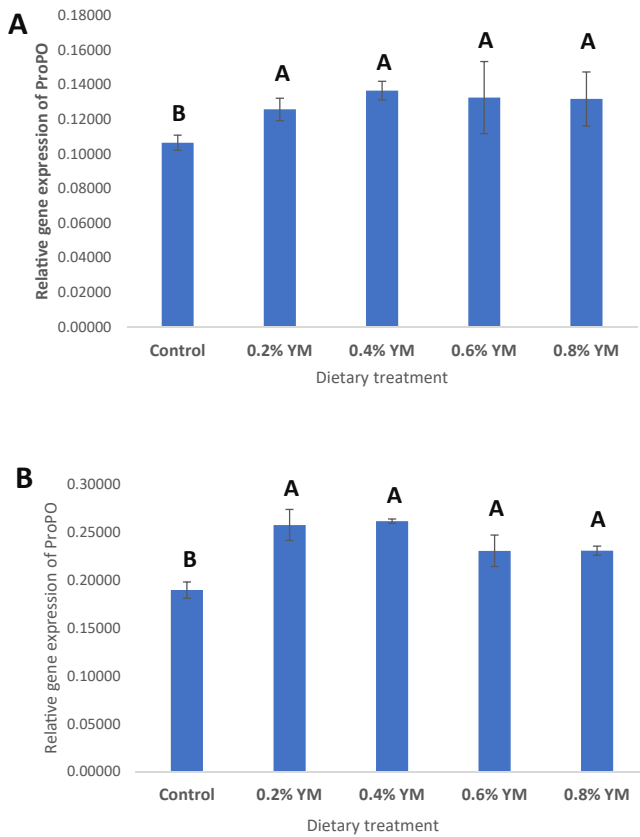 A
Relative gene expression of ProPO
0.18000
0.16000
0.14000
0.12000
0.10000
0.08000
0.06000
0.04000
0.02000
0.00000
B
A
A
A
A
Control
0.2% YM
0.4% YM
0.6% YM
0.8% YM
Dietary treatment
B
Relative gene expression of ProPO
0.30000
0.25000
0.20000
0.15000
0.10000
0.05000
0.00000
B
A
A
A
A
Control
0.2% YM
0.4% YM
0.6% YM
0.8% YM
Dietary treatment